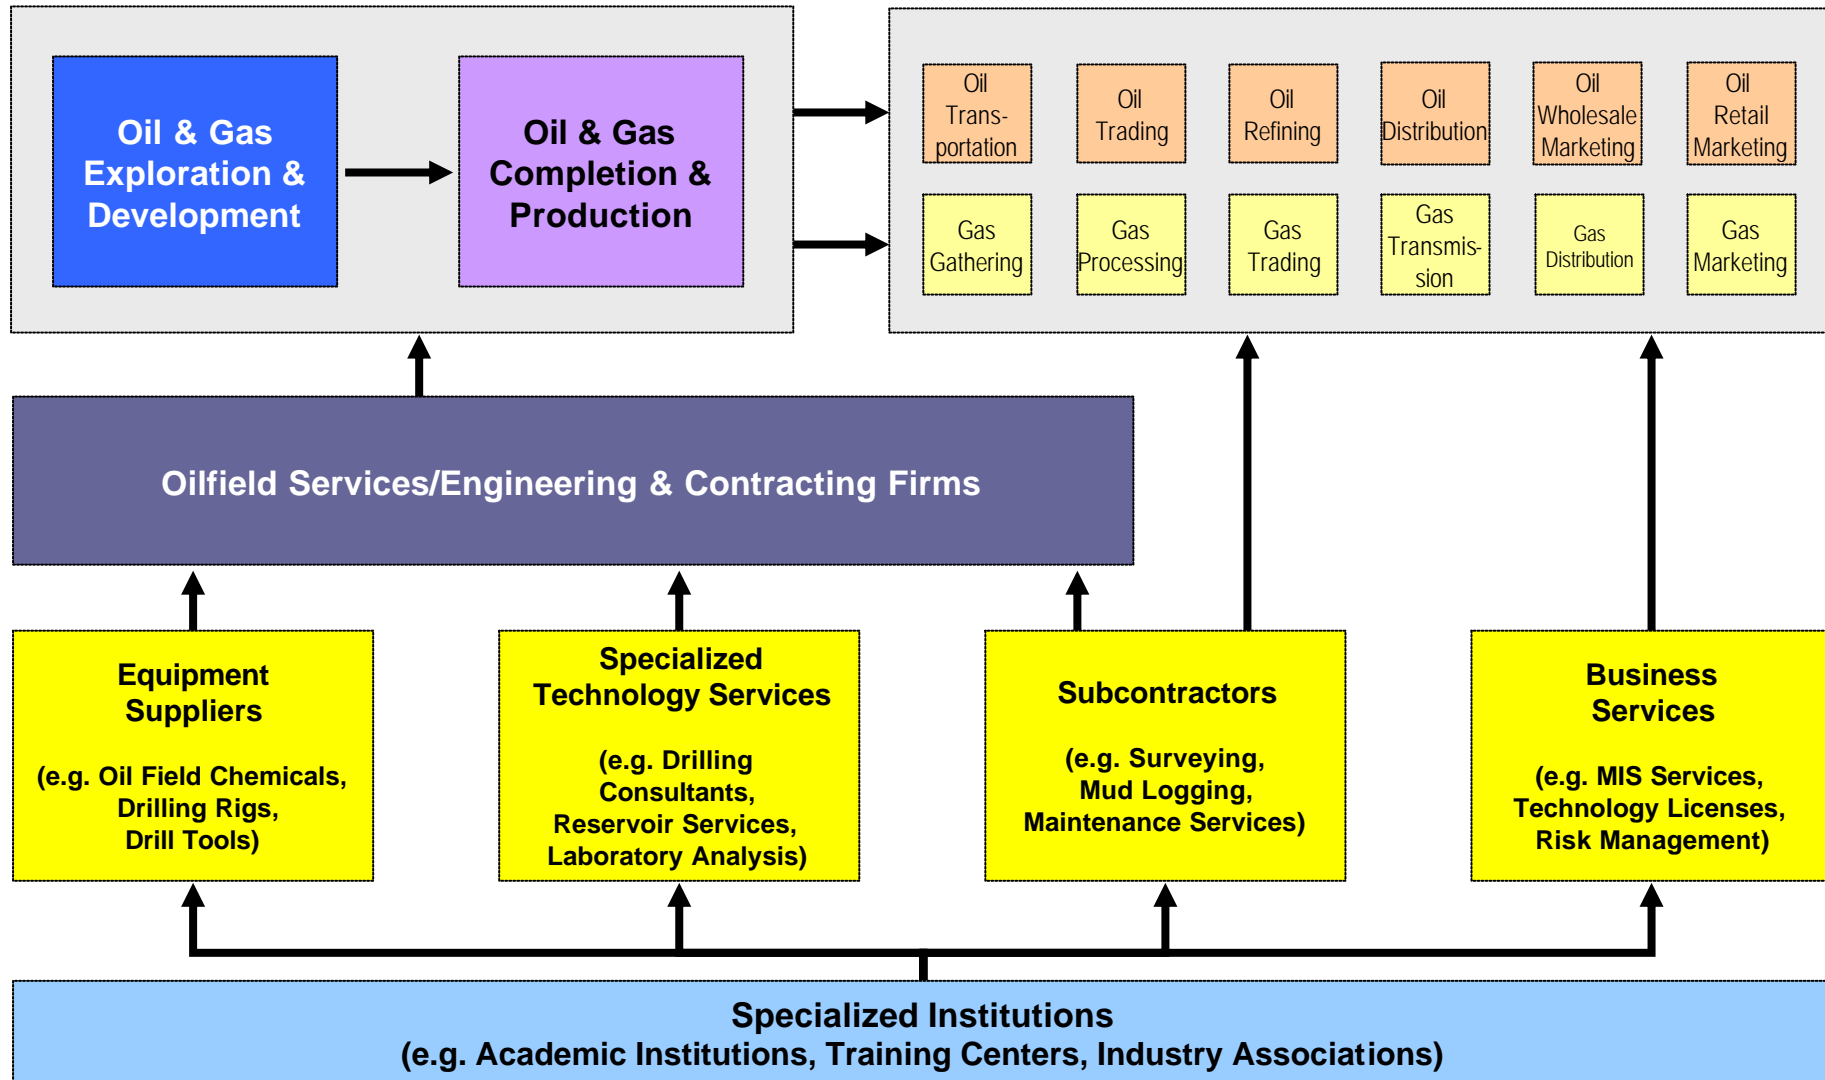 Oil & Gas
Exploration &
Development
Oil & Gas
Completion &
Production
Oil
Trans-
portation
Oil
Trading
Oil
Refining
Oil
Distribution
Oil
Wholesale
Marketing
Oil
Retail
Marketing
Gas
Gathering
Gas
Processing
Gas
Trading
Gas
Transmis-
sion
Gas
Distribution
Gas
Marketing
Oilfield Services/Engineering & Contracting Firms
Equipment
Suppliers
(e.g. Oil Field Chemicals,
Drilling Rigs,
Drill Tools)
Specialized
Technology Services
(e.g. Drilling
Consultants,
Reservoir Services,
Laboratory Analysis)
Subcontractors
(e.g. Surveying,
Mud Logging,
Maintenance Services)
Business
Services
(e.g. MIS Services,
Technology Licenses,
Risk Management)
Specialized Institutions
(e.g. Academic Institutions, Training Centers, Industry Associations)